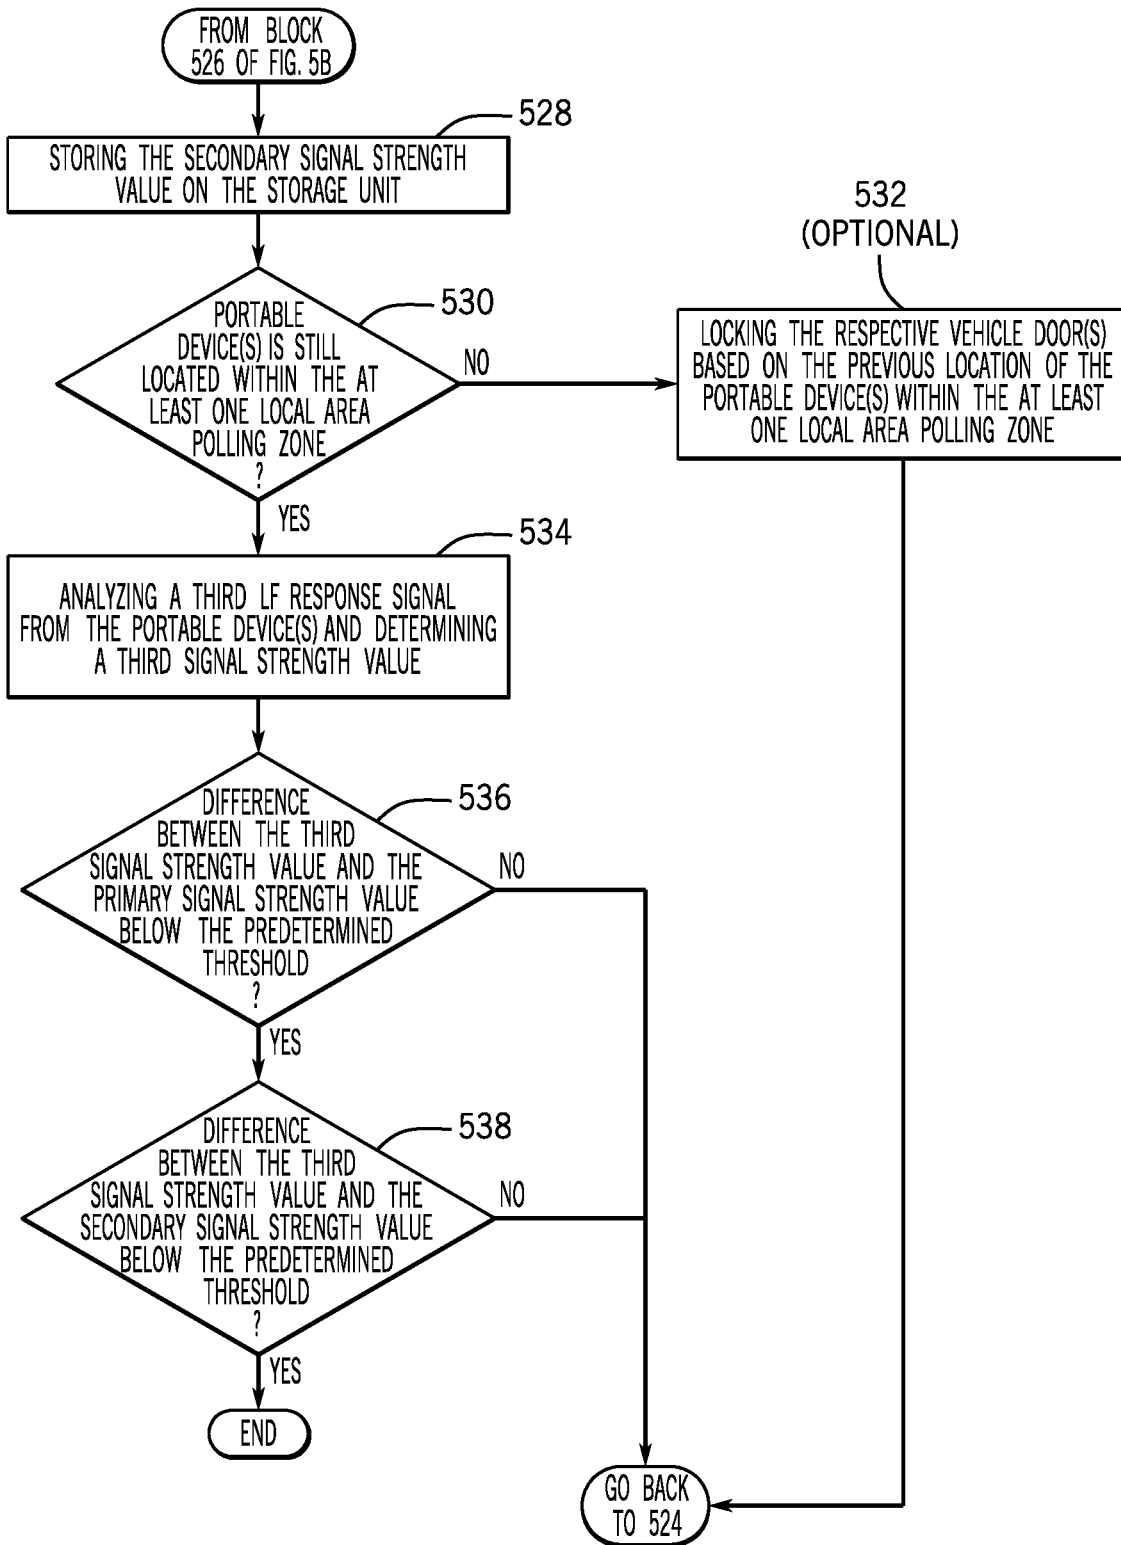 FROM BLOCK
526 OF FIG. 5B
528
STORING THE SECONDARY SIGNAL STRENGTH
VALUE ON THE STORAGE UNIT
532
(OPTIONAL)
530
PORTABLE
DEVICE(S) IS STILL
LOCATED WITHIN THE AT
LEAST ONE LOCAL AREA
POLLING ZONE
?
NO
LOCKING THE RESPECTIVE VEHICLE DOOR(S)
BASED ON THE PREVIOUS LOCATION OF THE
PORTABLE DEVICE(S) WITHIN THE AT LEAST
ONE LOCAL AREA POLLING ZONE
YES
534
ANALYZING A THIRD LF RESPONSE SIGNAL
FROM THE PORTABLE DEVICE(S) AND DETERMINING
A THIRD SIGNAL STRENGTH VALUE
536
DIFFERENCE
BETWEEN THE THIRD
SIGNAL STRENGTH VALUE AND THE
PRIMARY SIGNAL STRENGTH VALUE
BELOW THE PREDETERMINED
THRESHOLD
?
NO
YES
538
DIFFERENCE
BETWEEN THE THIRD
SIGNAL STRENGTH VALUE AND THE
SECONDARY SIGNAL STRENGTH VALUE
BELOW THE PREDETERMINED
THRESHOLD
?
NO
YES
END
GO BACK
TO 524